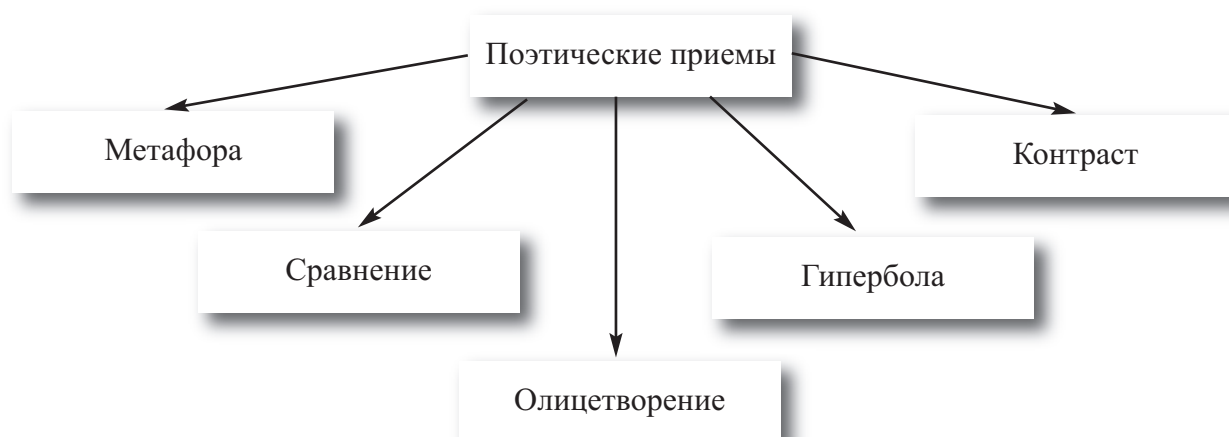 Поэтические приемы
Метафора
Контраст
Сравнение
Гипербола
Олицетворение